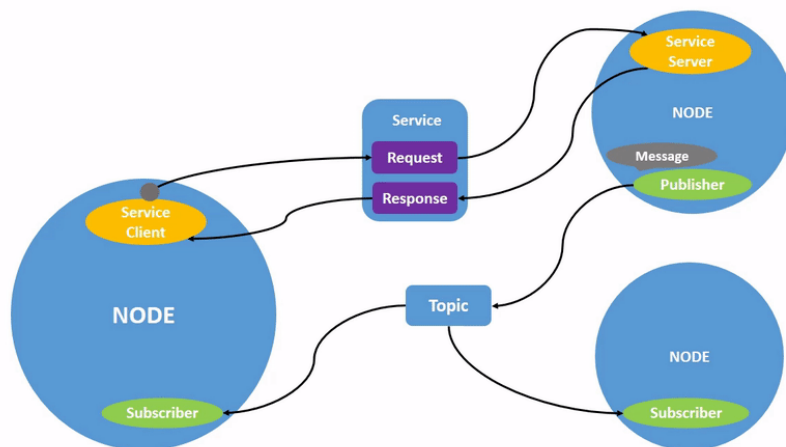 Service
Server
NODE
Message
Publisher
Service
Request
Response
Service
Client
NODE
Subscriber
Topic
NODE
Subscriber